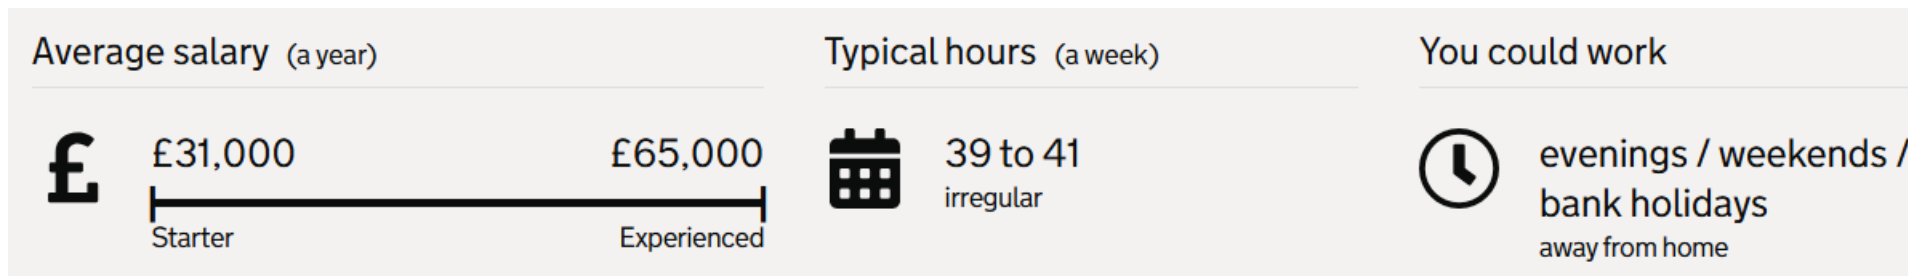 Average salary (a year)
£31,000 £65,000
Starter Experienced
Typical hours (a week)
39 to 41
irregular
You could work
evenings / weekends /
bank holidays
away from home